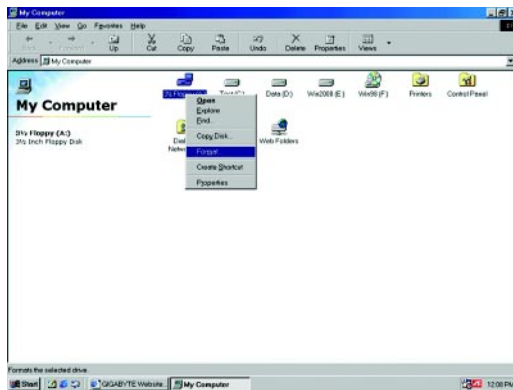 My Computer
File Edit View Go Favorites Help
Back Forward Up Cut Copy Paste Undo Delete Properties Views
Address My Computer
My Computer
3½ Floppy (A:)
3½ Inch Floppy Disk
Data (D:) Win2000 (E:) Win98 (F:) Printers Control Panel
Web Folders
Open
Explore
Find...
Copy Disk...
Format...
Create Shortcut
Properties
Formats the selected drive.
Start GIGABYTE Website... My Computer 12:00 PM